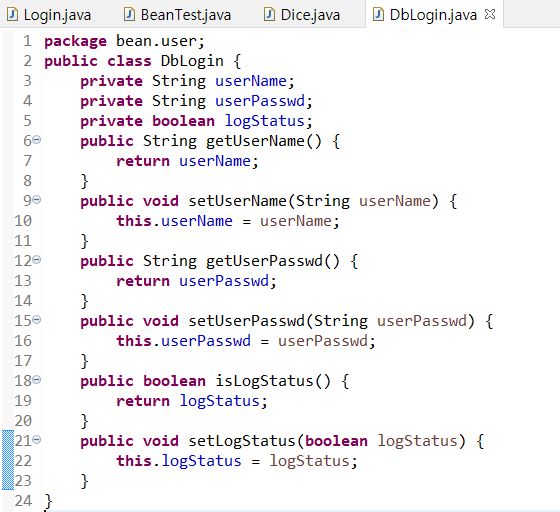 Login.java BeanTest.java Dice.java DbLogin.java
1 package bean.user;
2 public class DbLogin {
3     private String userName;
4     private String userPasswd;
5     private boolean logStatus;
6     public String getUserName() {
7         return userName;
8     }
9     public void setUserName(String userName) {
10         this.userName = userName;
11     }
12     public String getUserPasswd() {
13         return userPasswd;
14     }
15     public void setUserPasswd(String userPasswd) {
16         this.userPasswd = userPasswd;
17     }
18     public boolean isLogStatus() {
19         return logStatus;
20     }
21     public void setLogStatus(boolean logStatus) {
22         this.logStatus = logStatus;
23     }
24 }